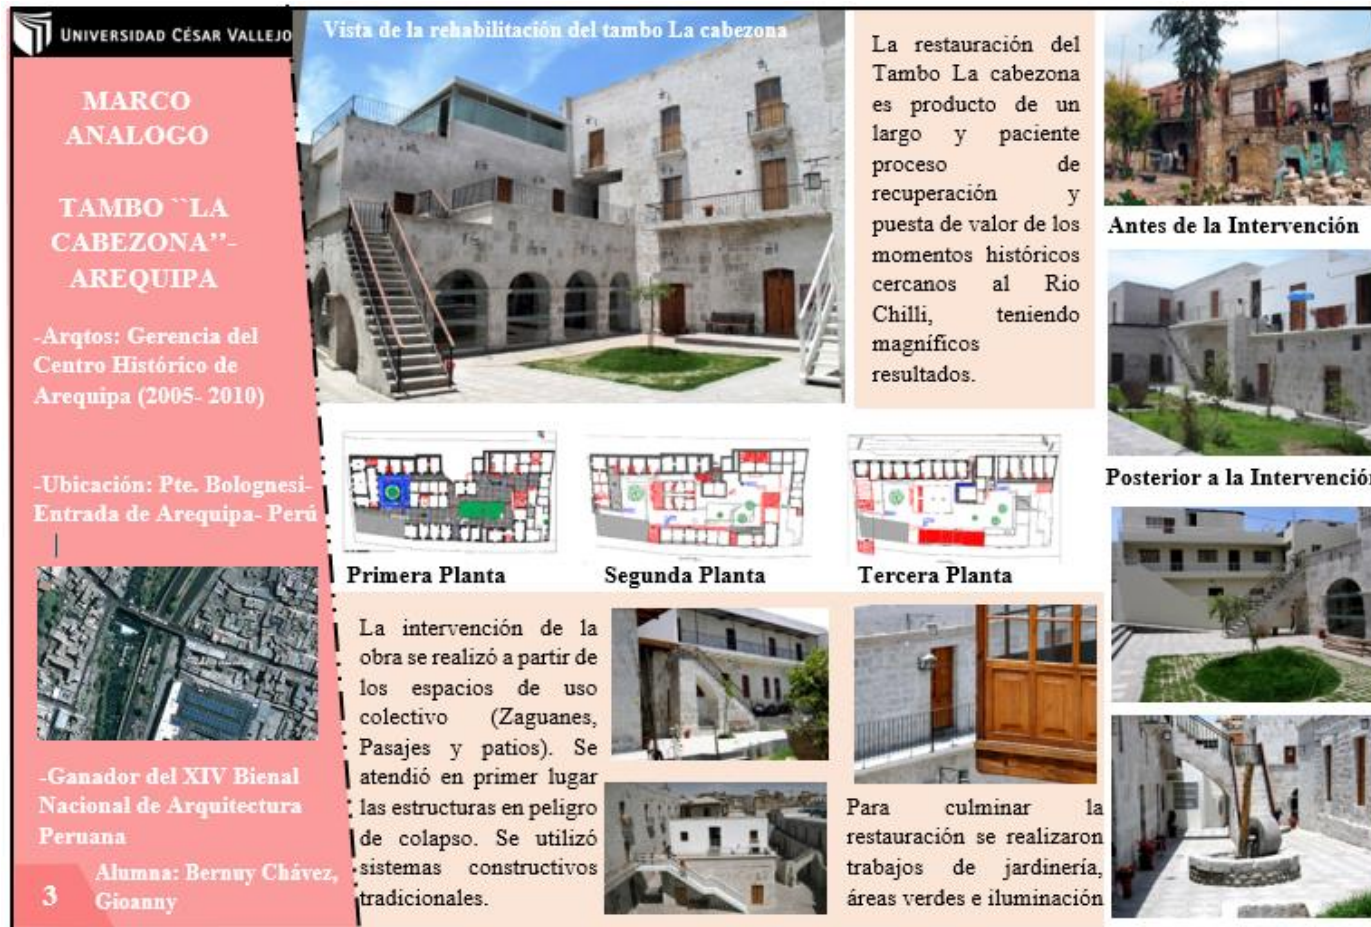 UNIVERSIDAD CÉSAR VALLEJO
MARCO
ANALOGO
TAMBO ``LA
CABEZONA’’-
AREQUIPA
-Arqtos: Gerencia del
Centro Histórico de
Arequipa (2005- 2010)
-Ubicación: Pte. Bolognesi-
Entrada de Arequipa- Perú
-Ganador del XIV Bienal
Nacional de Arquitectura
Peruana
Alumna: Bernuy Chávez,
Gioanny
3
Vista de la rehabilitación del tambo La cabezona
La restauración del
Tambo La cabezona
es producto de un
largo y paciente
proceso de
recuperación y
puesta de valor de los
momentos históricos
cercanos al Rio
Chilli, teniendo
magníficos
resultados.
Primera Planta
Segunda Planta
Tercera Planta
La intervención de la
obra se realizó a partir de
los espacios de uso
colectivo (Zaguanes,
Pasajes y patios). Se
atendió en primer lugar
las estructuras en peligro
de colapso. Se utilizó
sistemas constructivos
tradicionales.
Para culminar la
restauración se realizaron
trabajos de jardinería,
áreas verdes e iluminación
Antes de la Intervención
Posterior a la Intervención